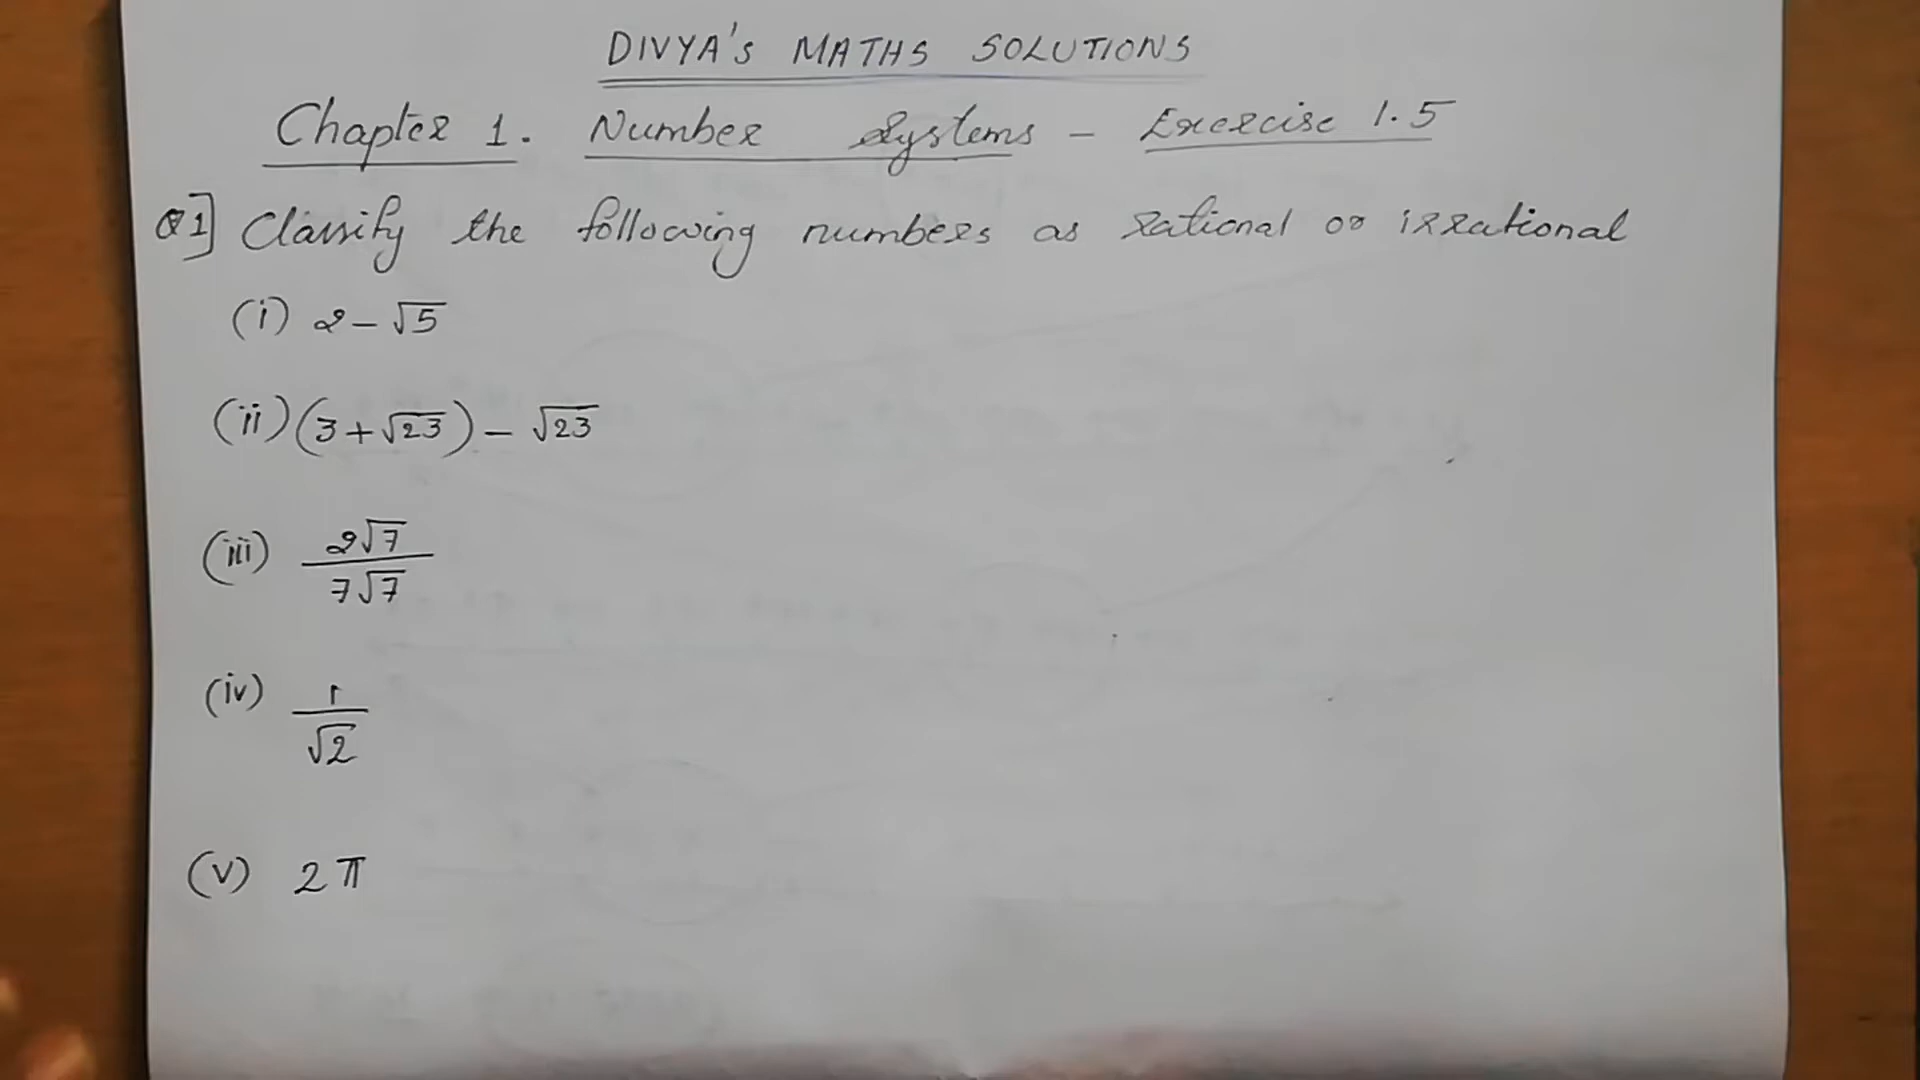 DIVYA's MATHS SOLUTIONS
Chapter 1. Number Systems - Exercise 1.5
Q1] Classify the following numbers as rational or irrational
(i) 2 - √5
(ii) (3 + √23) - √23
(iii) 2√7 / 7√7
(iv) 1 / √2
(v) 2π